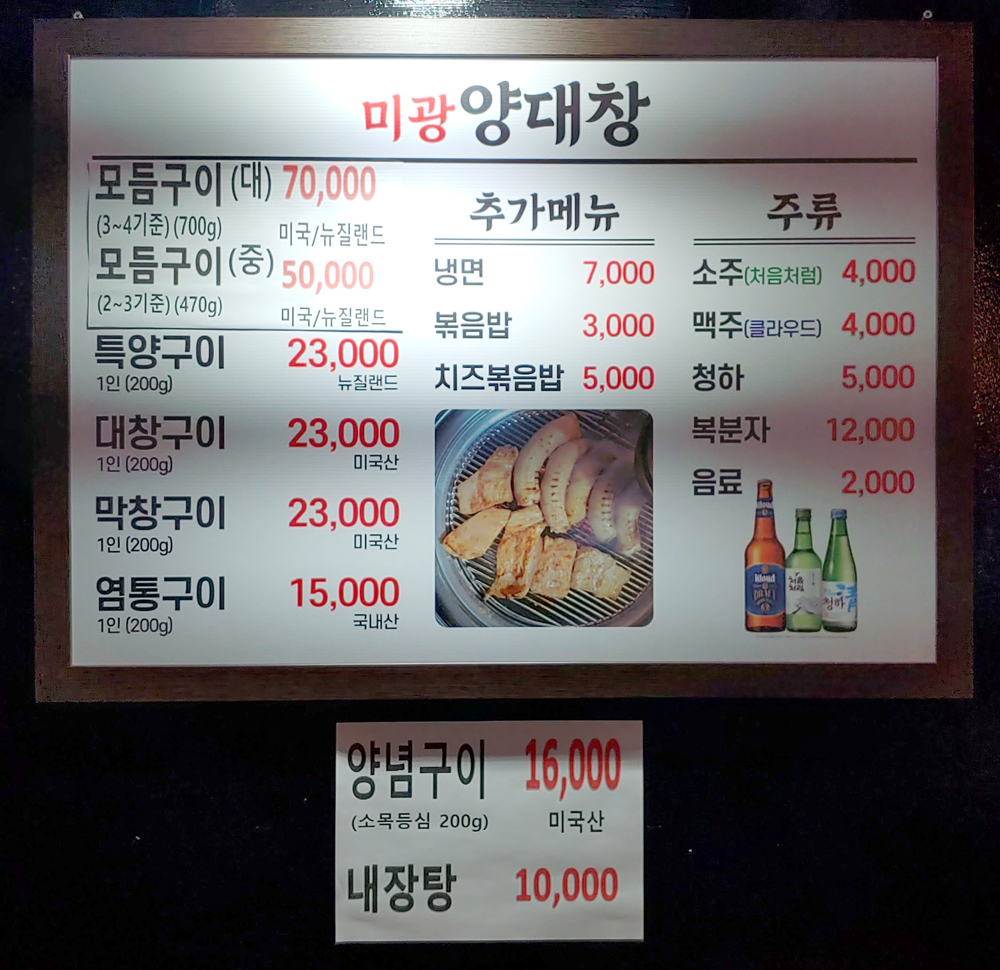 미광양대창
모듬구이(대) 70,000
(3~4기준)(700g) 미국/뉴질랜드
모듬구이(중) 50,000
(2~3기준)(470g) 미국/뉴질랜드
특양구이 23,000
1인(200g) 뉴질랜드
대창구이 23,000
1인(200g) 미국산
막창구이 23,000
1인(200g) 미국산
염통구이 15,000
1인(200g) 국내산
추가메뉴
냉면 7,000
볶음밥 3,000
치즈볶음밥 5,000
주류
소주(처음처럼) 4,000
맥주(클라우드) 4,000
청하 5,000
복분자 12,000
음료 2,000
Kloud
DRAFT
처음
처럼
청하
양념구이 16,000
(소목등심 200g) 미국산
내장탕 10,000